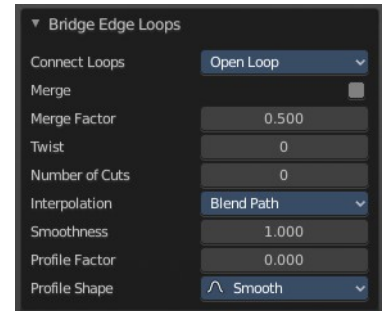 Bridge Edge Loops
Connect Loops Open Loop
Merge
Merge Factor 0.500
Twist 0
Number of Cuts 0
Interpolation Blend Path
Smoothness 1.000
Profile Factor 0.000
Profile Shape Smooth